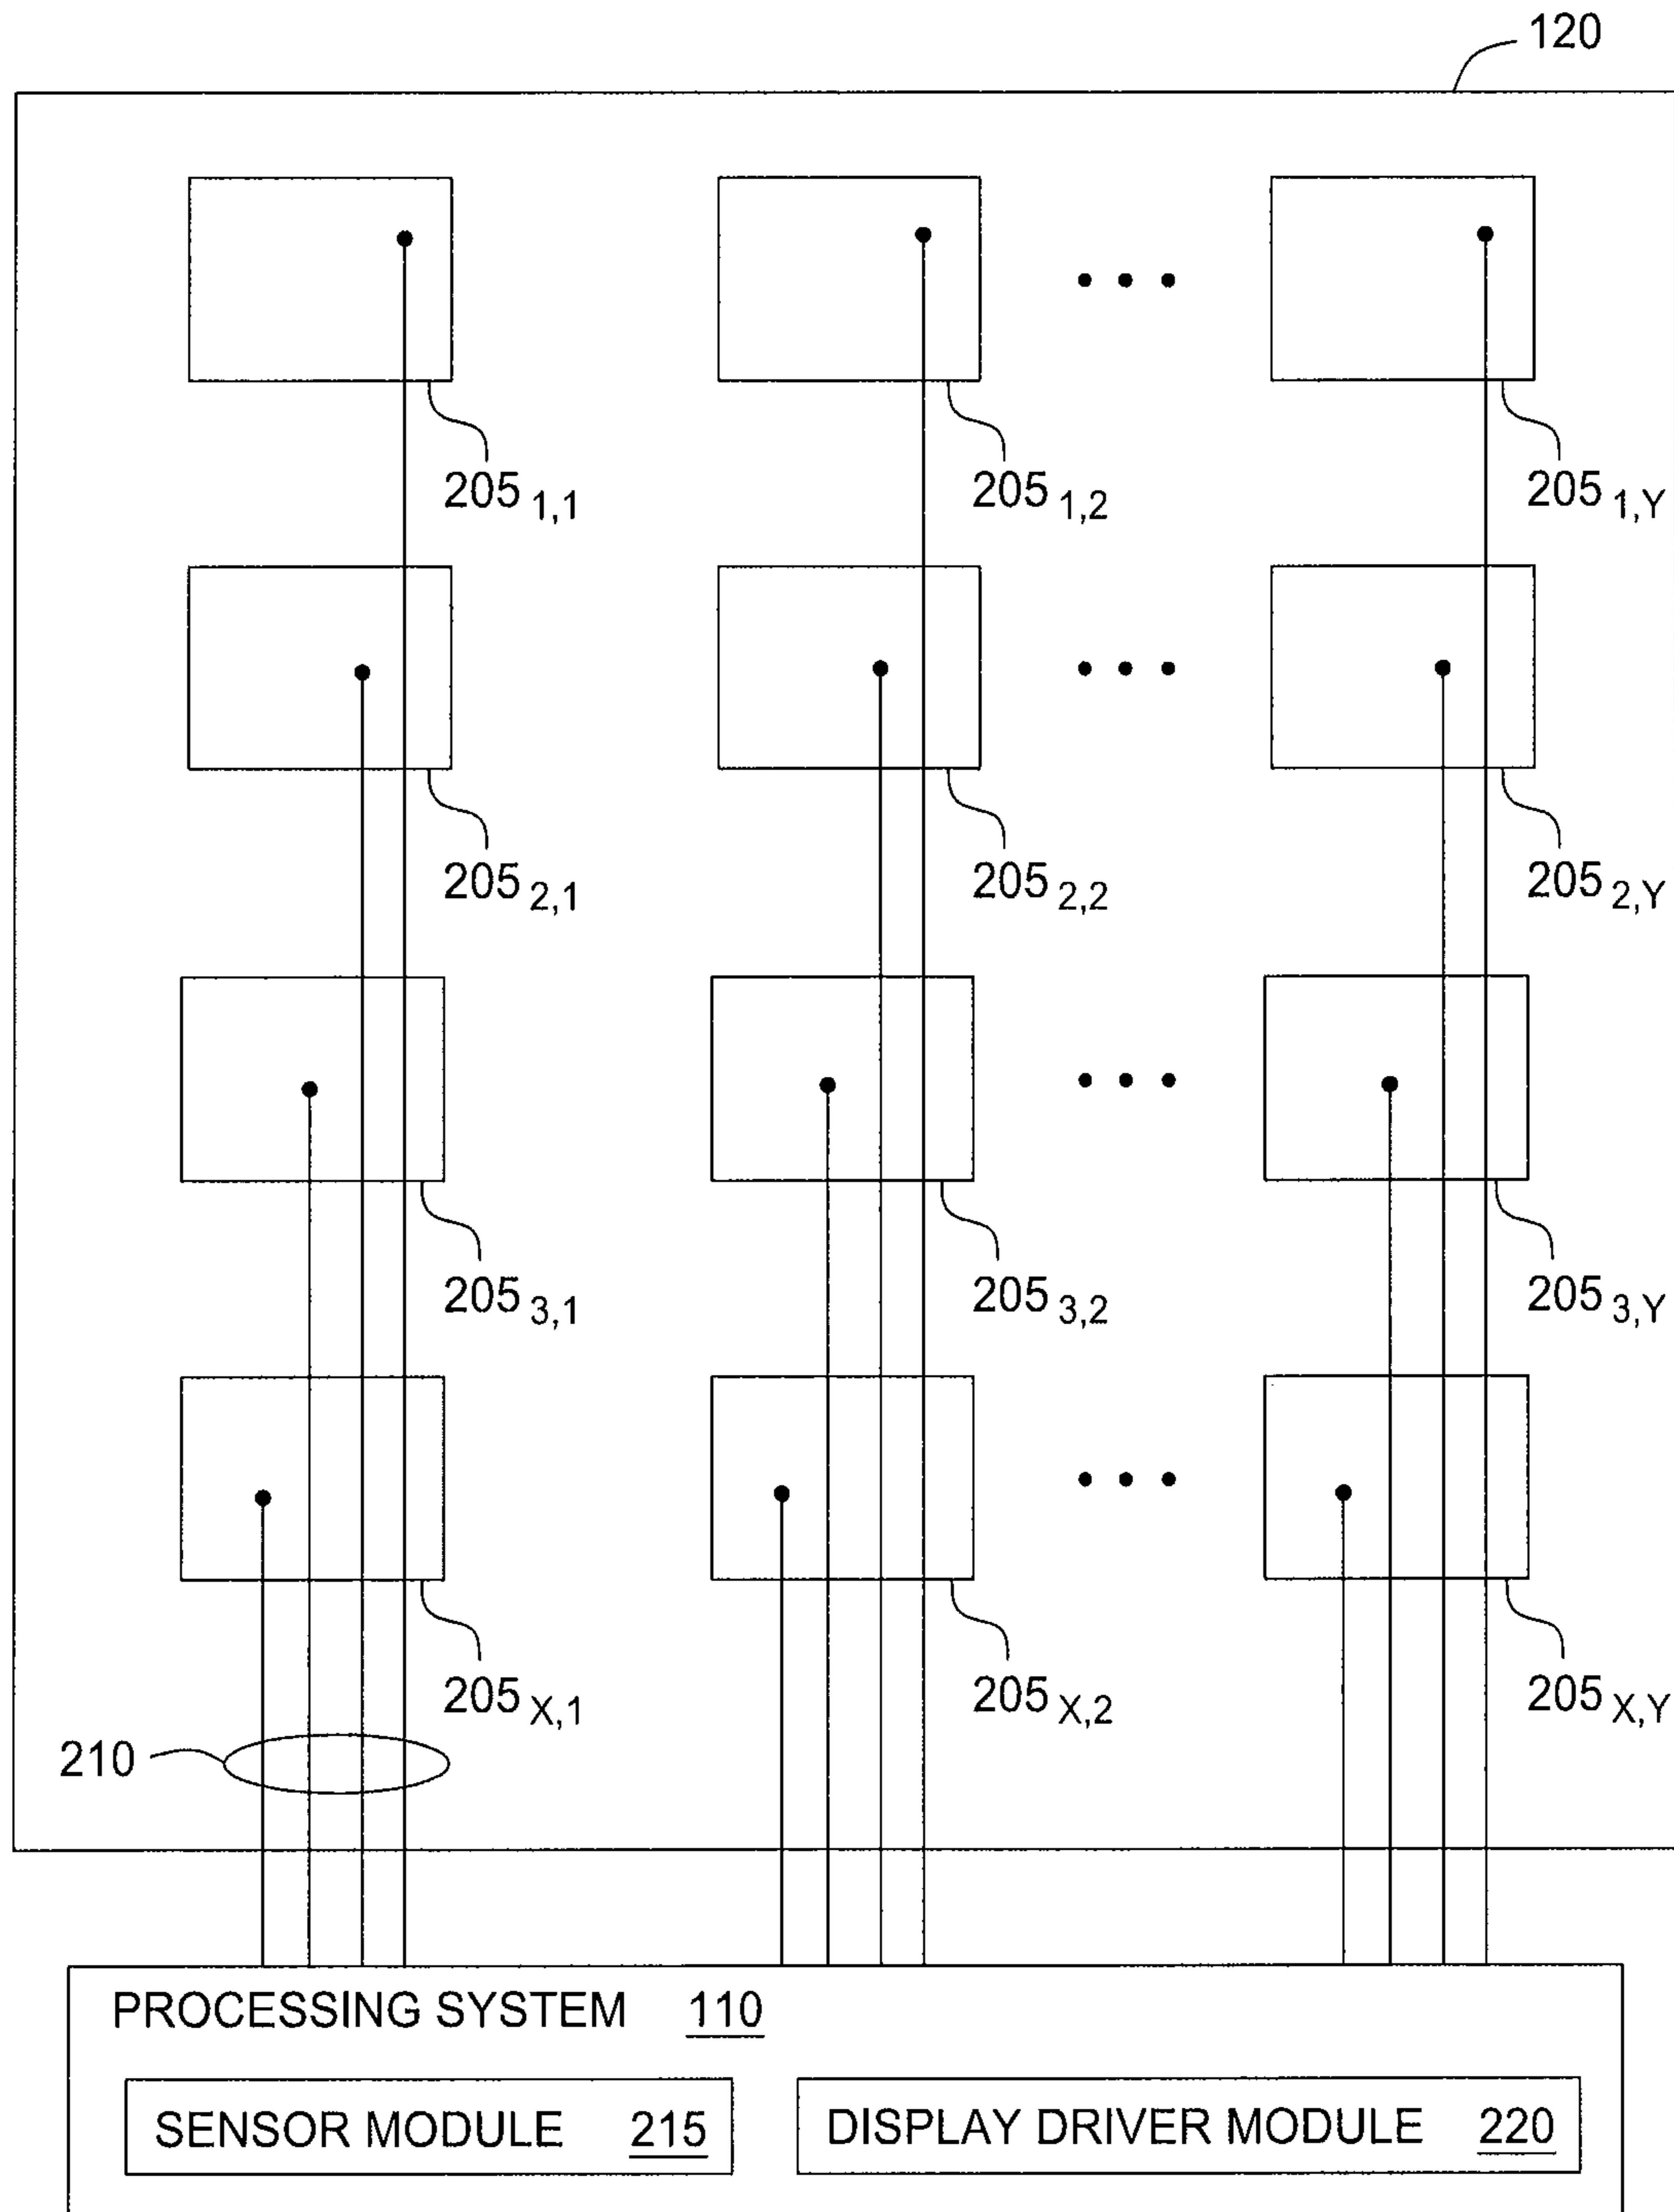 120
205 1,1 205 1,2 205 1,Y
205 2,1 205 2,2 205 2,Y
205 3,1 205 3,2 205 3,Y
205 X,1 205 X,2 205 X,Y
210
PROCESSING SYSTEM 110
SENSOR MODULE 215 DISPLAY DRIVER MODULE 220